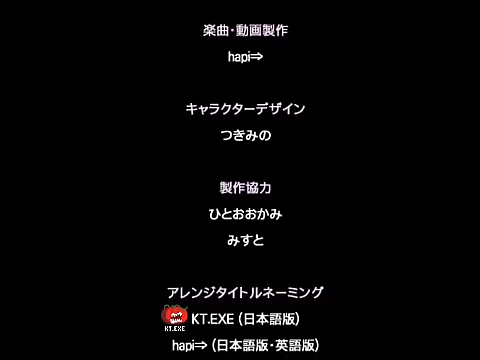 楽曲・動画製作
hapi⇒
キャラクターデザイン
つきみの
製作協力
ひとおおかみ
みすと
アレンジタイトルネーミング
KT.EXE
KT.EXE (日本語版)
hapi⇒ (日本語版・英語版)